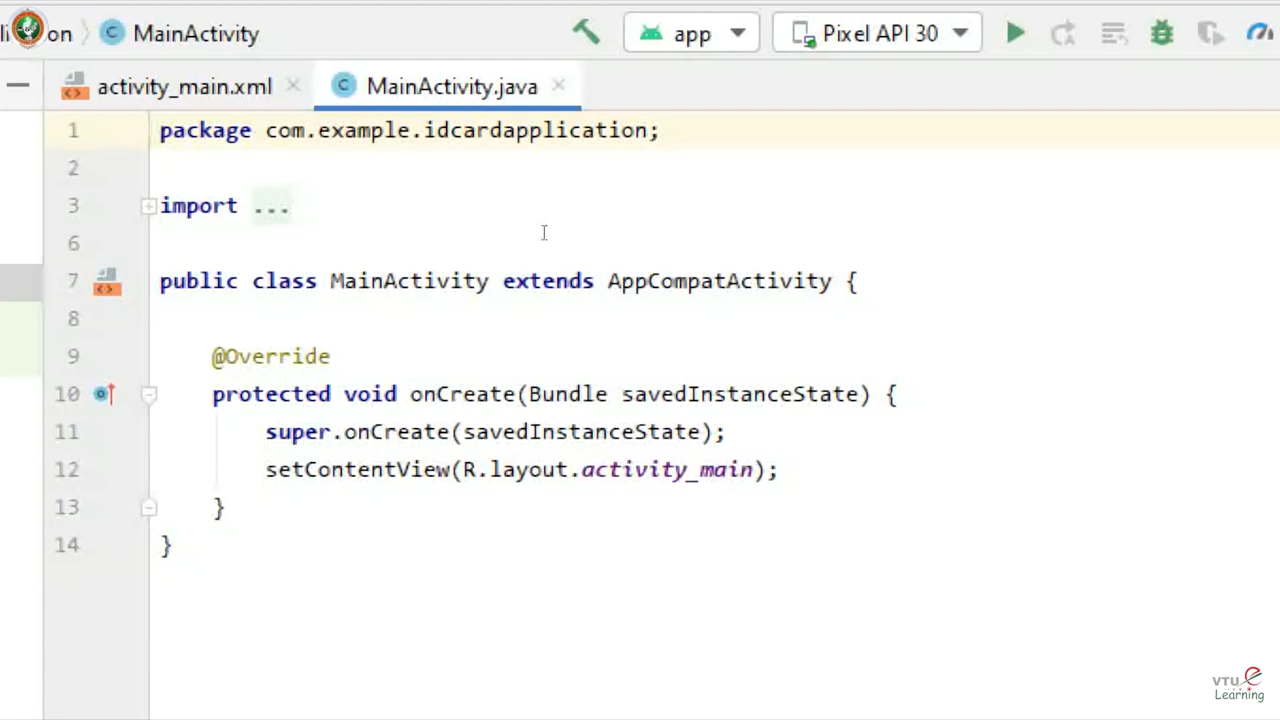 on MainActivity app Pixel API 30
activity_main.xml MainActivity.java
1 package com.example.idcardapplication;
2
3 import ...
6
7 public class MainActivity extends AppCompatActivity {
8
9 @Override
10 protected void onCreate(Bundle savedInstanceState) {
11 super.onCreate(savedInstanceState);
12 setContentView(R.layout.activity_main);
13 }
14 }
VTU e
Learning